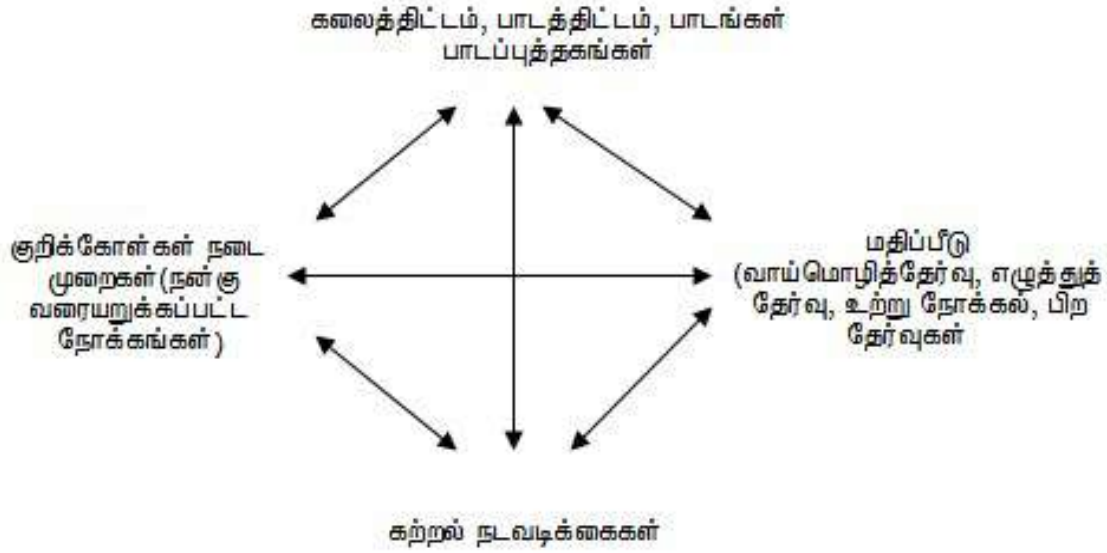 கலைத்திட்டம், பாடத்திட்டம், பாடங்கள்
பாடப்புத்தகங்கள்
குறிக்கோள்கள் நடை
முறைகள் (நன்கு
வரையறுக்கப்பட்ட
நோக்கங்கள்)
மதிப்பீடு
(வாய்மொழித்தேர்வு, எழுத்துத்
தேர்வு, உற்று நோக்கல், பிற
தேர்வுகள்
கற்றல் நடவடிக்கைகள்